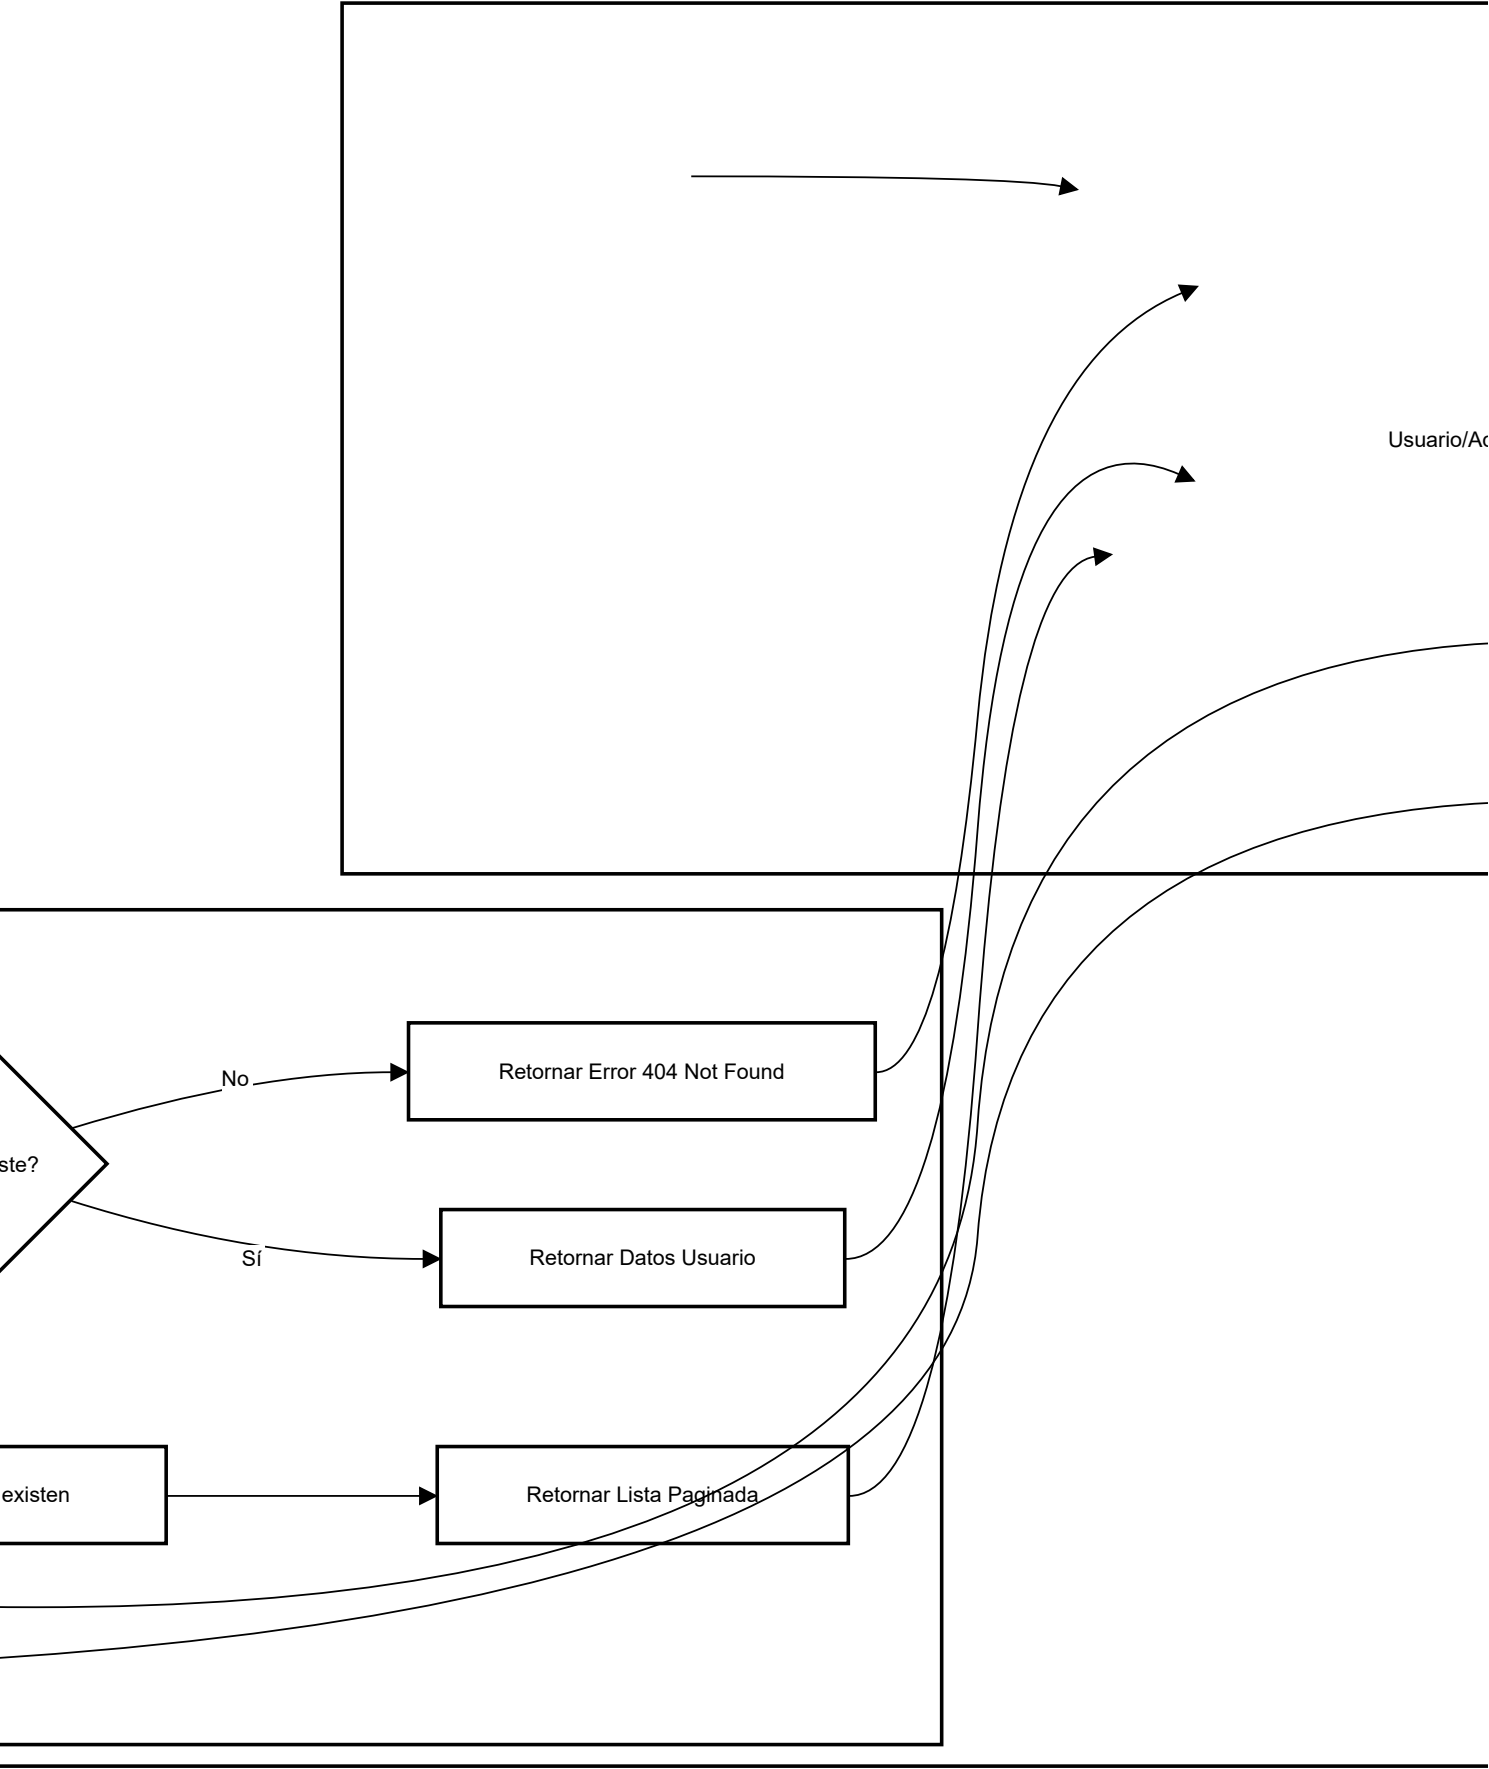 Usuario/Ac
No
Retornar Error 404 Not Found
ste?
Sí
Retornar Datos Usuario
existen
Retornar Lista Paginada